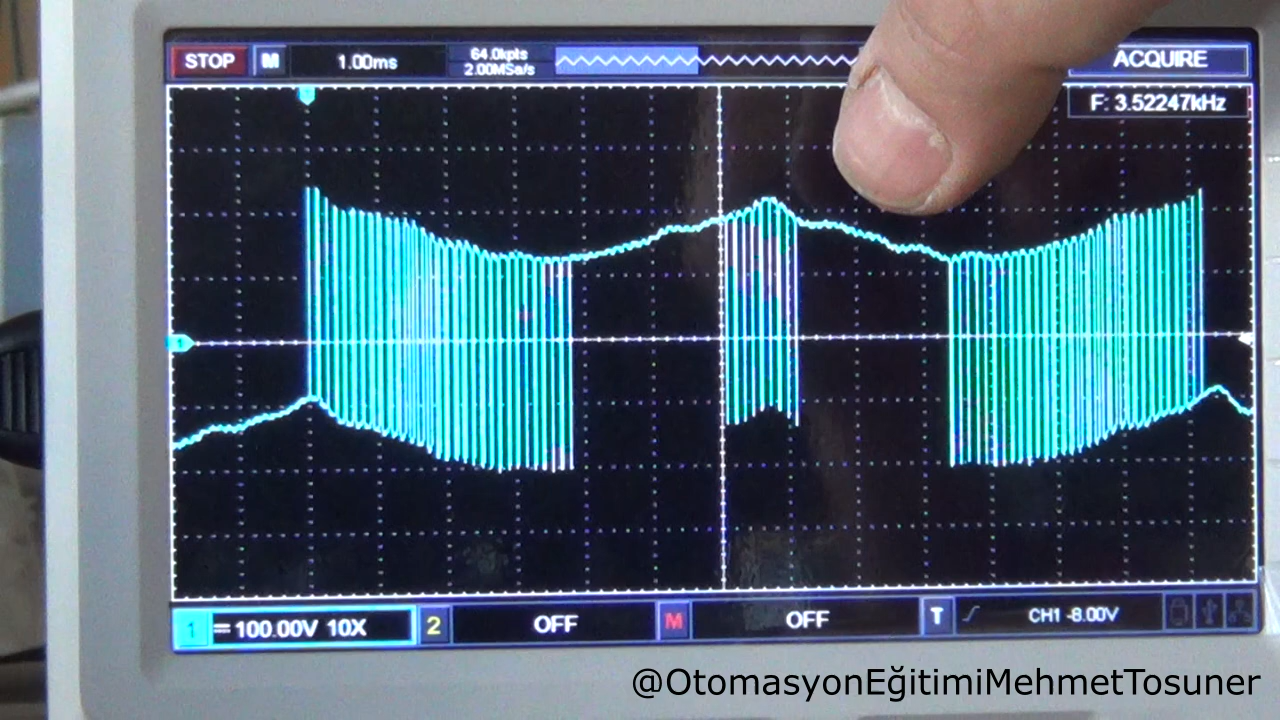 STOP M 1.00ms 64.0kpts ACQUIRE
2.00MSa/s
F: 3.52247kHz
1
1 100.00V 10X 2 OFF M OFF T CH1 -8.00V
@OtomasyonEğitimiMehmetTosuner